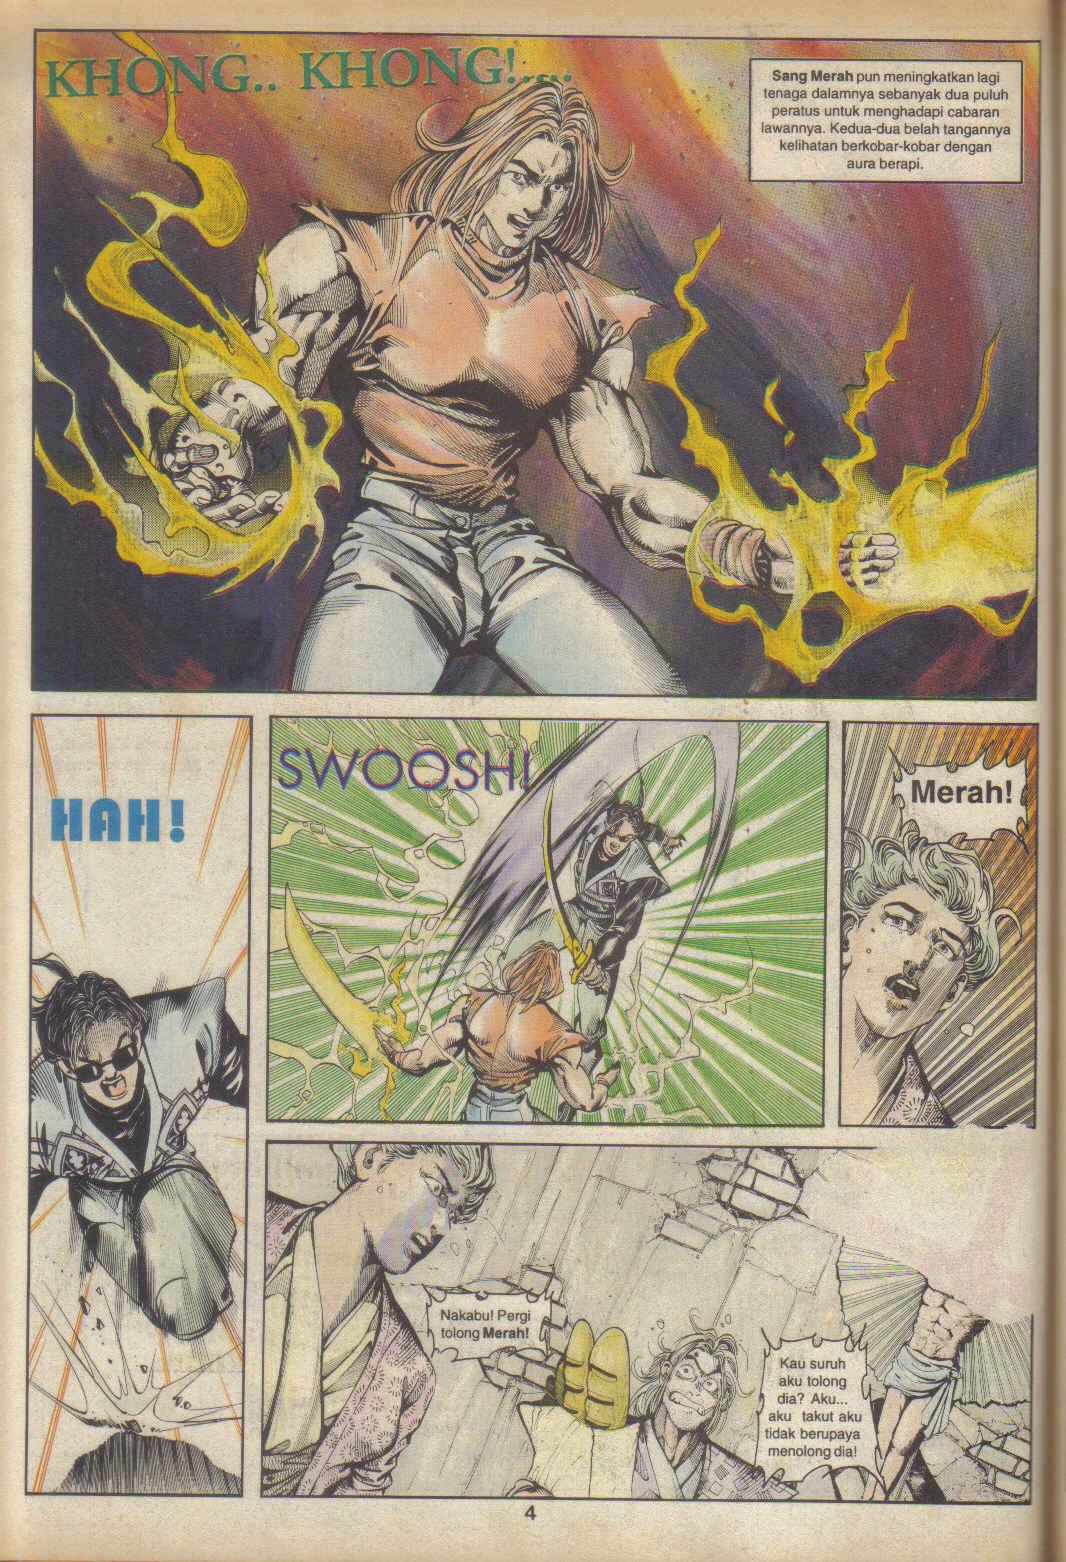 KHONG.. KHONG!....
Sang Merah pun meningkatkan lagi
tenaga dalamnya sebanyak dua puluh
peratus untuk menghadapi cabaran
lawannya. Kedua-dua belah tangannya
kelihatan berkobar-kobar dengan
aura berapi.
HAH!
SWOOSH!
Merah!
Nakabu! Pergi
tolong Merah!
Kau suruh
aku tolong
dia? Aku...
aku takut aku
tidak berupaya
menolong dia!
4